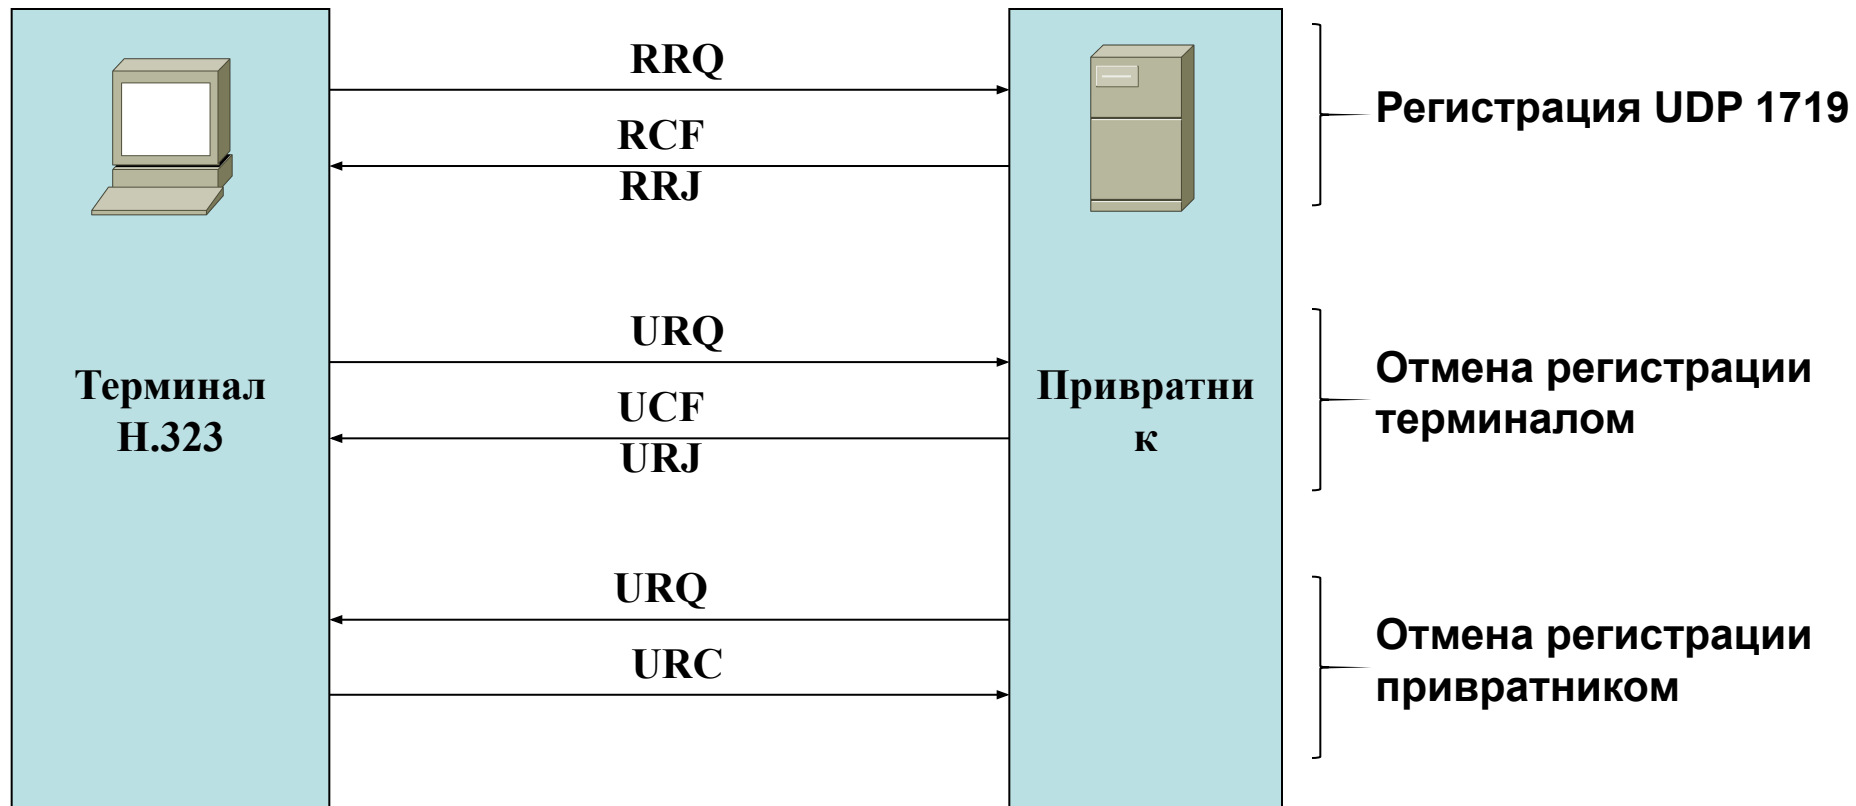 RRQ
RCF
RRJ
Регистрация UDP 1719
URQ
UCF
URJ
Терминал
H.323
Привратни
к
Отмена регистрации
терминалом
URQ
URC
Отмена регистрации
привратником